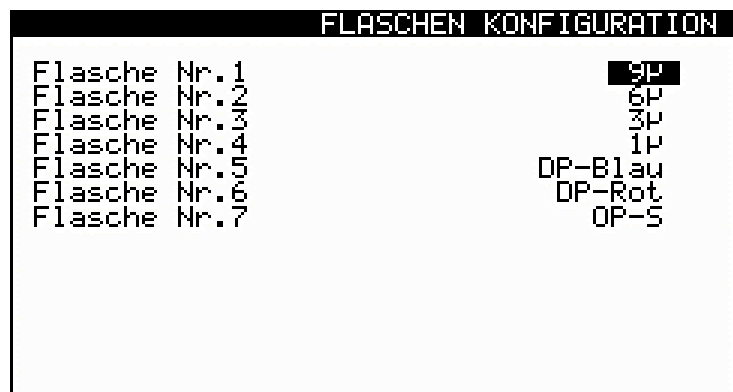 FLASCHEN KONFIGURATION
Flasche Nr.1 9µ
Flasche Nr.2 6µ
Flasche Nr.3 3µ
Flasche Nr.4 1µ
Flasche Nr.5 DP-Blau
Flasche Nr.6 DP-Rot
Flasche Nr.7 OP-S